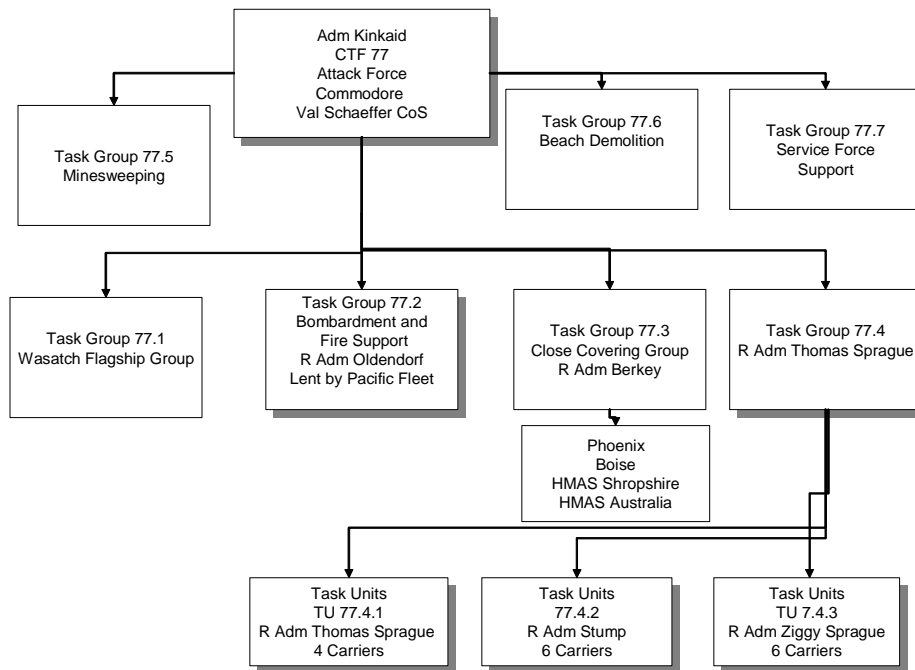 Adm Kinkaid
CTF 77
Attack Force
Commodore
Val Schaeffer CoS
Task Group 77.5
Minesweeping
Task Group 77.6
Beach Demolition
Task Group 77.7
Service Force
Support
Task Group 77.1
Wasatch Flagship Group
Task Group 77.2
Bombardment and
Fire Support
R Adm Oldendorf
Lent by Pacific Fleet
Task Group 77.3
Close Covering Group
R Adm Berkey
Task Group 77.4
R Adm Thomas Sprague
Phoenix
Boise
HMAS Shropshire
HMAS Australia
Task Units
TU 77.4.1
R Adm Thomas Sprague
4 Carriers
Task Units
77.4.2
R Adm Stump
6 Carriers
Task Units
TU 7.4.3
R Adm Ziggy Sprague
6 Carriers